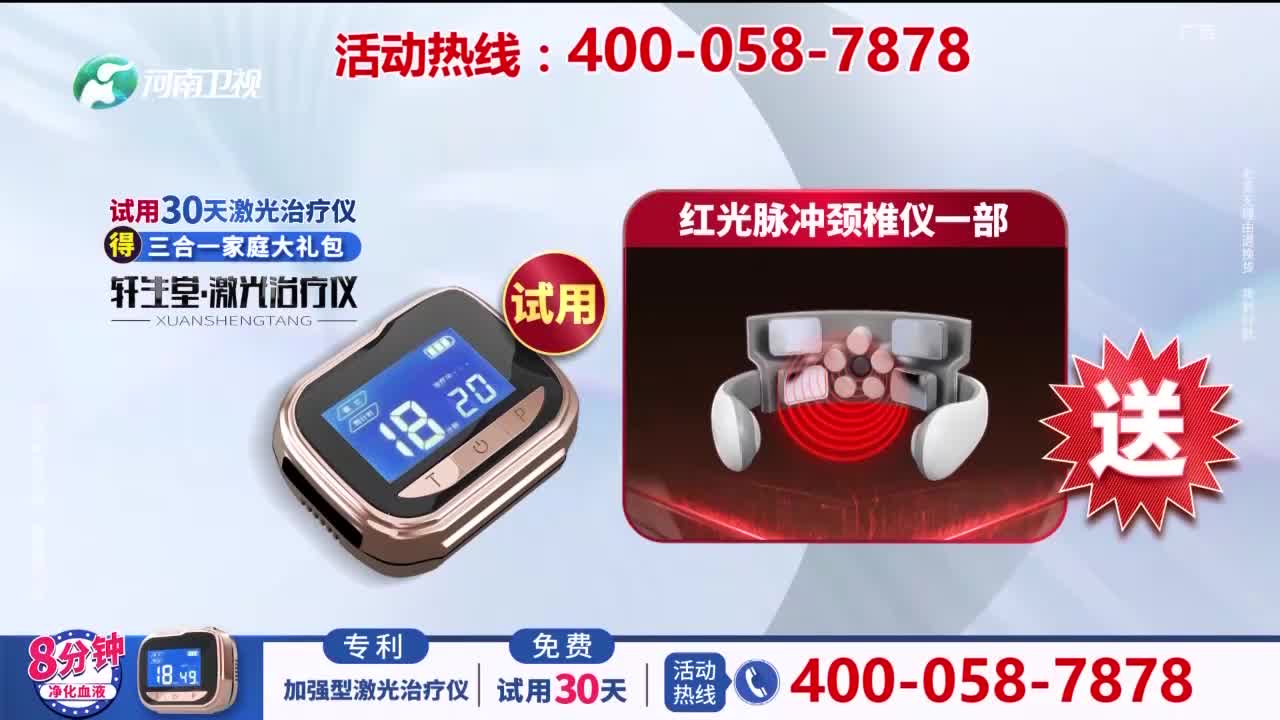 活动热线：400-058-7878
广告
河南卫视
试用30天激光治疗仪
得 三合一家庭大礼包
轩生堂·激光治疗仪
XUANSHENGTANG
试用
18
20
T
P
红光脉冲颈椎仪一部
送
8分钟
净化血液
18.49
专利
加强型激光治疗仪
免费
试用30天
活动
热线
400-058-7878